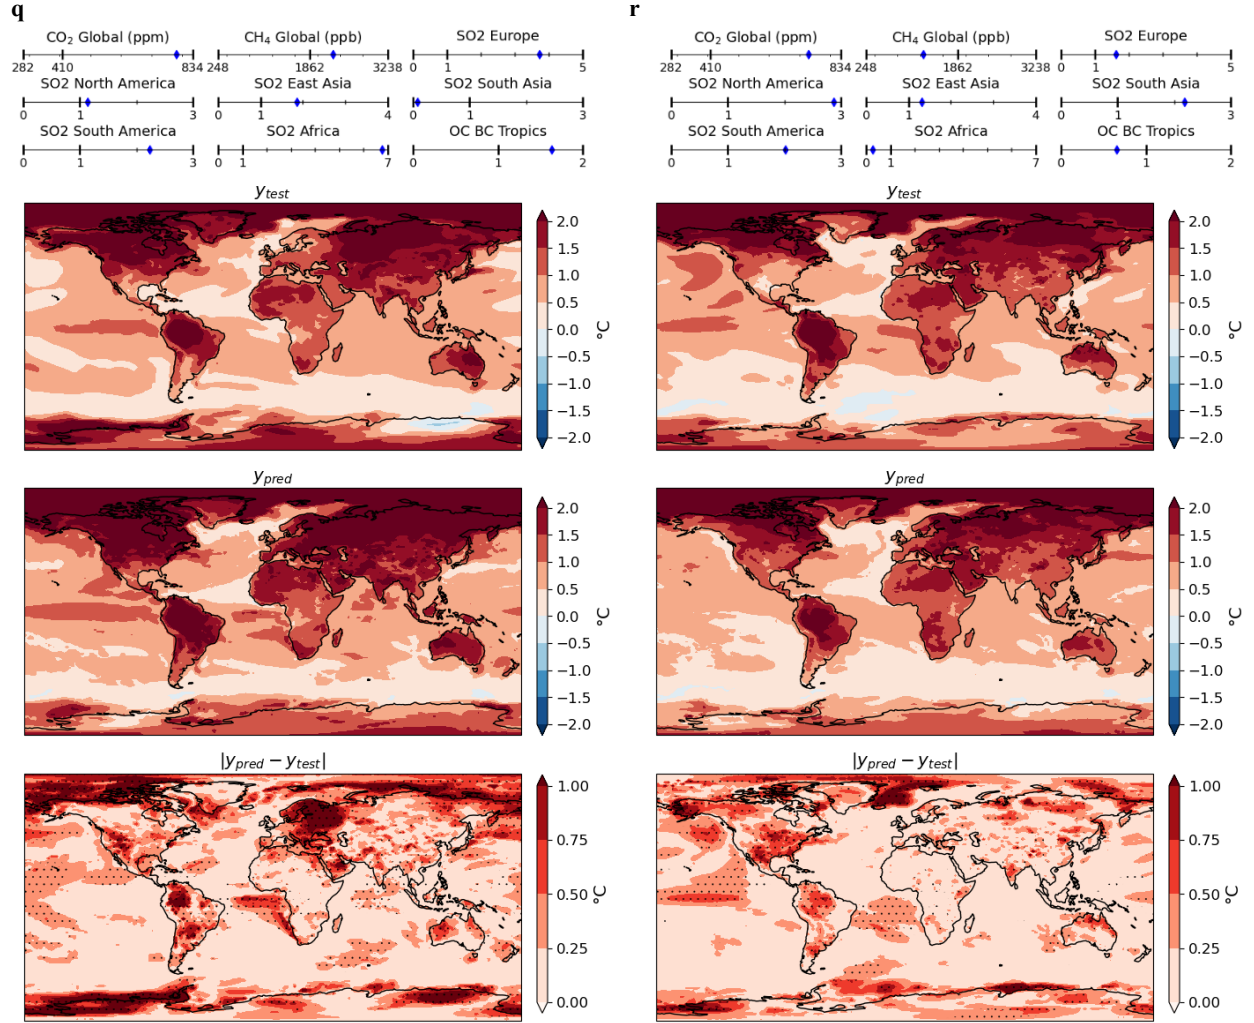 q
CO2 Global (ppm) CH4 Global (ppb) SO2 Europe
282 410 834 248 1862 3238 0 1 5
SO2 North America SO2 East Asia SO2 South Asia
0 1 3 0 1 4 0 1 3
SO2 South America SO2 Africa OC BC Tropics
0 1 3 0 1 7 0 1 2
y_test
2.0
1.5
1.0
0.5
0.0
−0.5
−1.0
−1.5
−2.0
°C
y_pred
2.0
1.5
1.0
0.5
0.0
−0.5
−1.0
−1.5
−2.0
°C
|y_pred − y_test|
1.00
0.75
0.50
0.25
0.00
°C
r
CO2 Global (ppm) CH4 Global (ppb) SO2 Europe
282 410 834 248 1862 3238 0 1 5
SO2 North America SO2 East Asia SO2 South Asia
0 1 3 0 1 4 0 1 3
SO2 South America SO2 Africa OC BC Tropics
0 1 3 0 1 7 0 1 2
y_test
2.0
1.5
1.0
0.5
0.0
−0.5
−1.0
−1.5
−2.0
°C
y_pred
2.0
1.5
1.0
0.5
0.0
−0.5
−1.0
−1.5
−2.0
°C
|y_pred − y_test|
1.00
0.75
0.50
0.25
0.00
°C